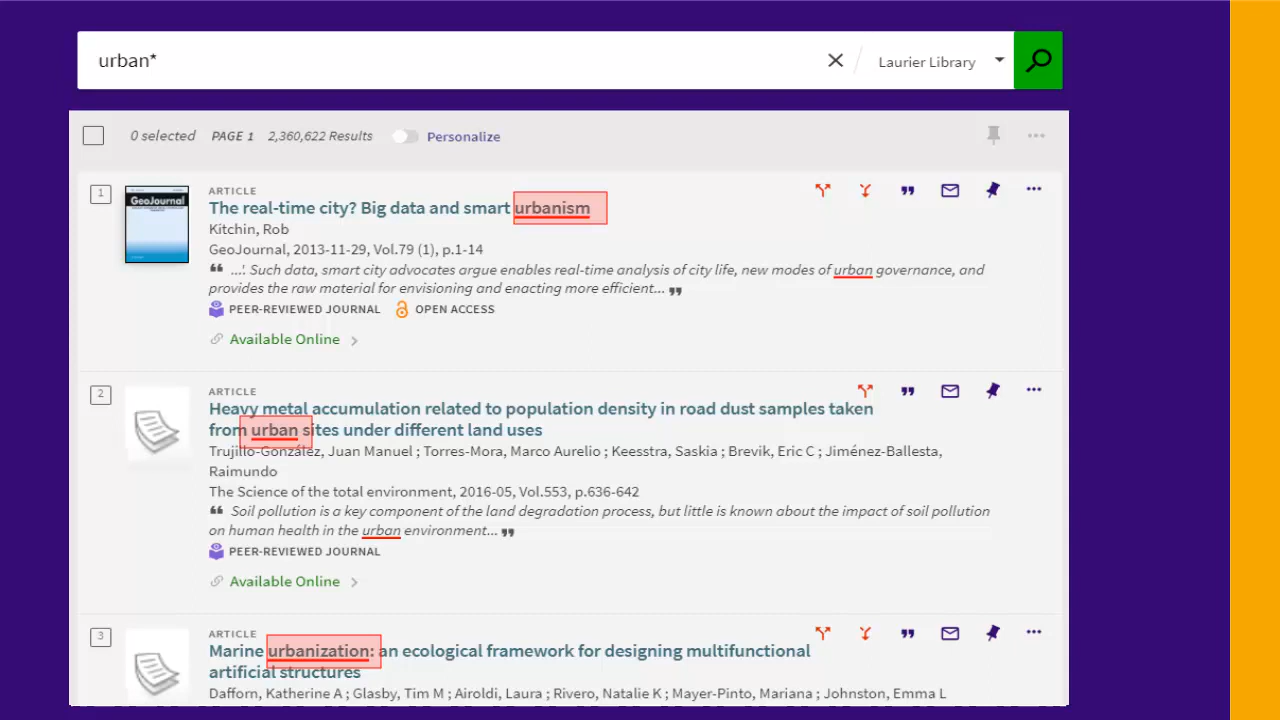 urban*
Laurier Library
0 selected PAGE 1 2,360,622 Results Personalize
1
GeoJournal
ARTICLE
The real-time city? Big data and smart urbanism
Kitchin, Rob
GeoJournal, 2013-11-29, Vol.79 (1), p.1-14
❝ ...'. Such data, smart city advocates argue enables real-time analysis of city life, new modes of urban governance, and
provides the raw material for envisioning and enacting more efficient... ❞
PEER-REVIEWED JOURNAL OPEN ACCESS
Available Online
2
ARTICLE
Heavy metal accumulation related to population density in road dust samples taken
from urban sites under different land uses
Trujillo-González, Juan Manuel ; Torres-Mora, Marco Aurelio ; Keesstra, Saskia ; Brevik, Eric C ; Jiménez-Ballesta,
Raimundo
The Science of the total environment, 2016-05, Vol.553, p.636-642
❝ Soil pollution is a key component of the land degradation process, but little is known about the impact of soil pollution
on human health in the urban environment... ❞
PEER-REVIEWED JOURNAL
Available Online
3
ARTICLE
Marine urbanization: an ecological framework for designing multifunctional
artificial structures
Dafforn, Katherine A ; Glasby, Tim M ; Airoldi, Laura ; Rivero, Natalie K ; Mayer-Pinto, Mariana ; Johnston, Emma L